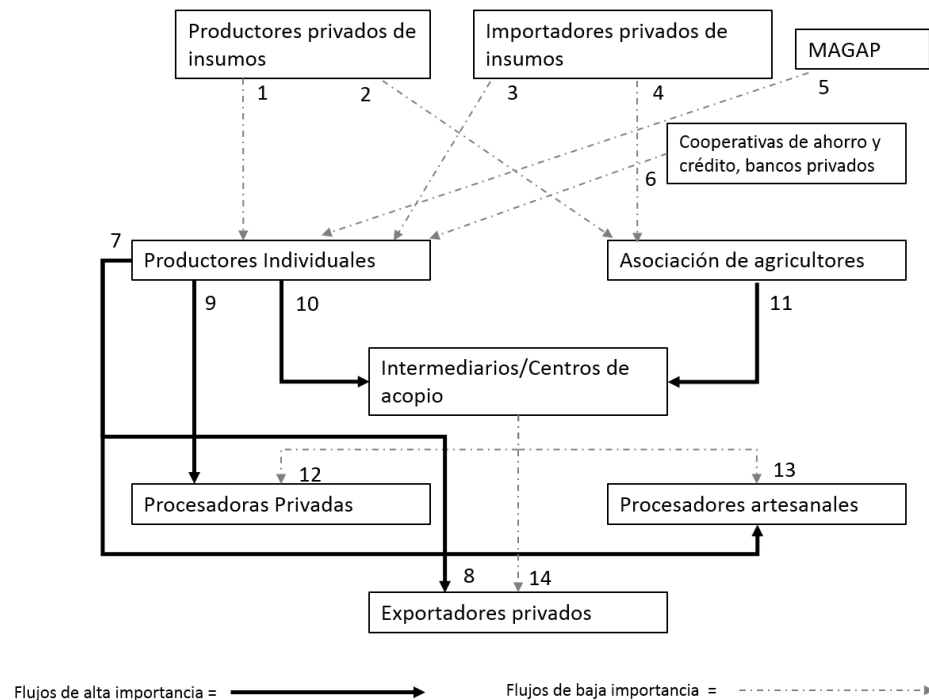 Productores privados de
insumos
Importadores privados de
insumos
MAGAP
1
2
3
4
5
Cooperativas de ahorro y
crédito, bancos privados
6
7
Productores Individuales
Asociación de agricultores
9
10
11
Intermediarios/Centros de
acopio
12
13
Procesadoras Privadas
Procesadores artesanales
8
14
Exportadores privados
Flujos de alta importancia =
Flujos de baja importancia =